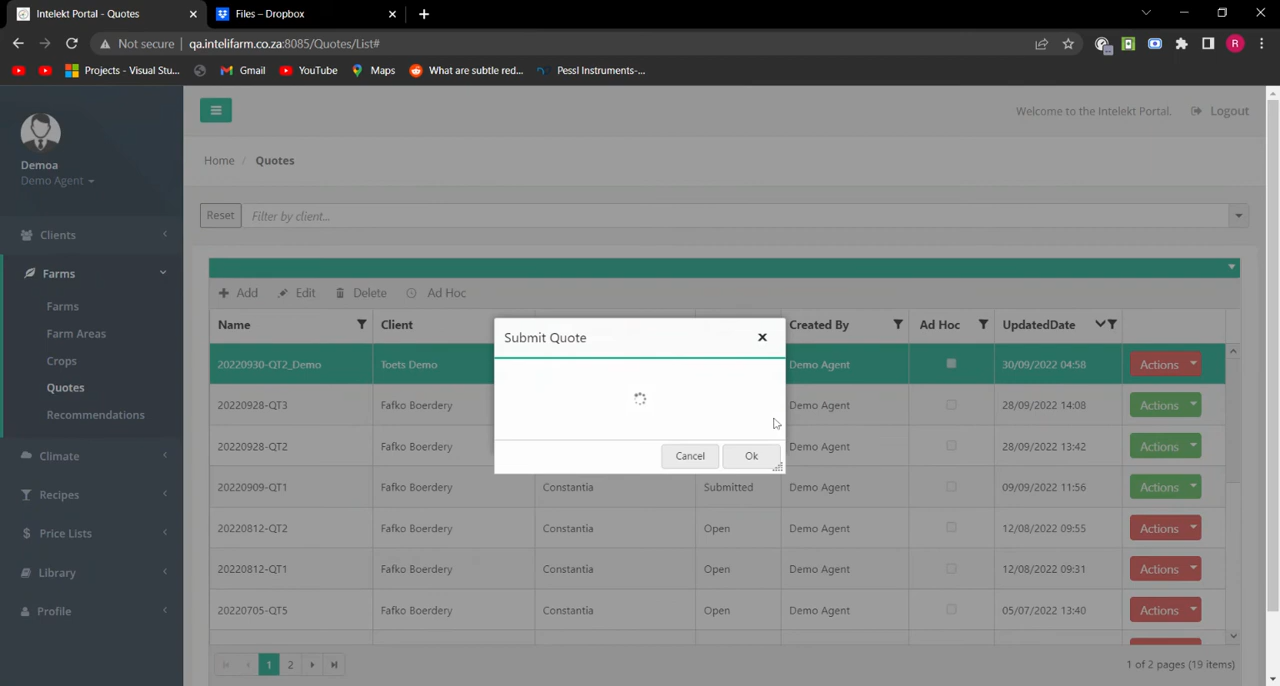 Intelekt Portal - Quotes
Files – Dropbox
Not secure
qa.intelifarm.co.za:8085/Quotes/List#
R
Projects - Visual Stu...
Gmail
YouTube
Maps
What are subtle red...
Pessl Instruments-...
Welcome to the Intelekt Portal.
Logout
Demoa
Demo Agent
Home / Quotes
Reset
Filter by client...
Clients
Farms
Farms
Farm Areas
Crops
Quotes
Recommendations
Climate
Recipes
Price Lists
Library
Profile
Add Edit Delete Ad Hoc
Name Client Created By Ad Hoc UpdatedDate
20220930-QT2_Demo Toets Demo Demo Agent 30/09/2022 04:58 Actions
20220928-QT3 Fafko Boerdery Demo Agent 28/09/2022 14:08 Actions
20220928-QT2 Fafko Boerdery Demo Agent 28/09/2022 13:42 Actions
20220909-QT1 Fafko Boerdery Constantia Submitted Demo Agent 09/09/2022 11:56 Actions
20220812-QT2 Fafko Boerdery Constantia Open Demo Agent 12/08/2022 09:55 Actions
20220812-QT1 Fafko Boerdery Constantia Open Demo Agent 12/08/2022 09:31 Actions
20220705-QT5 Fafko Boerdery Constantia Open Demo Agent 05/07/2022 13:40 Actions
Submit Quote
Cancel
Ok
1 2
1 of 2 pages (19 items)